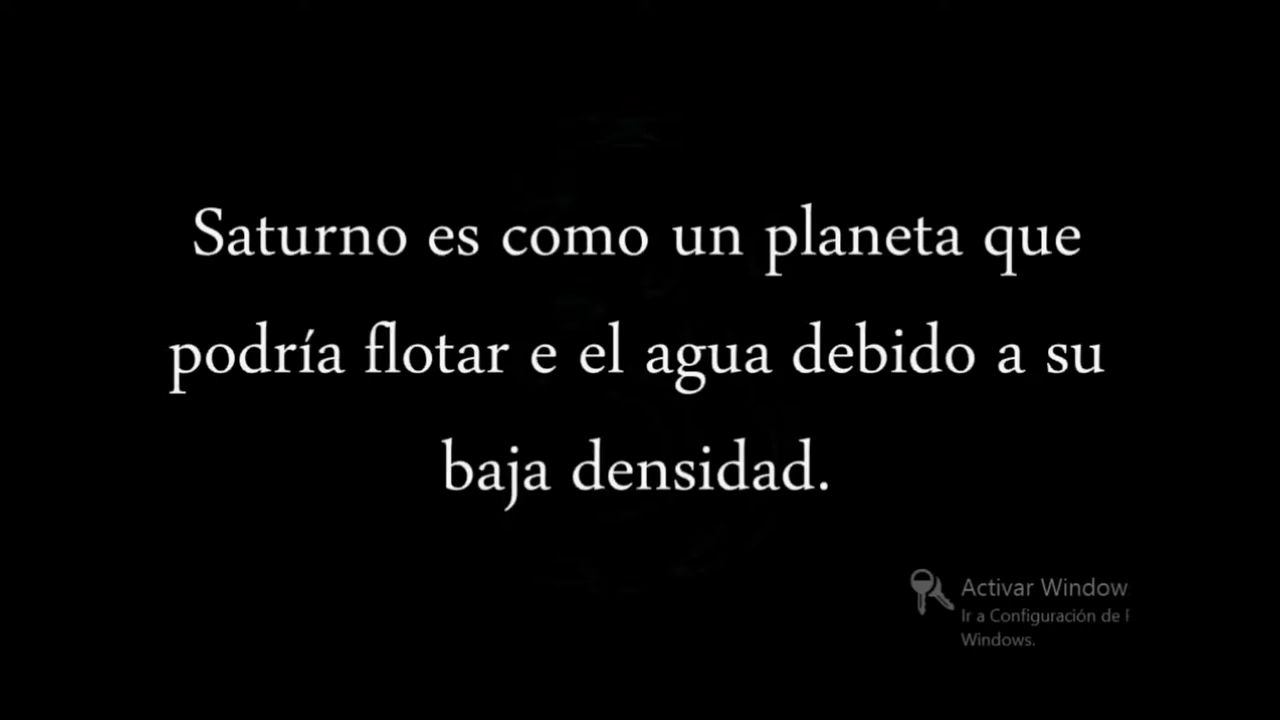 Saturno es como un planeta que
podría flotar e el agua debido a su
baja densidad.
Activar Window
Ir a Configuración de
Windows.